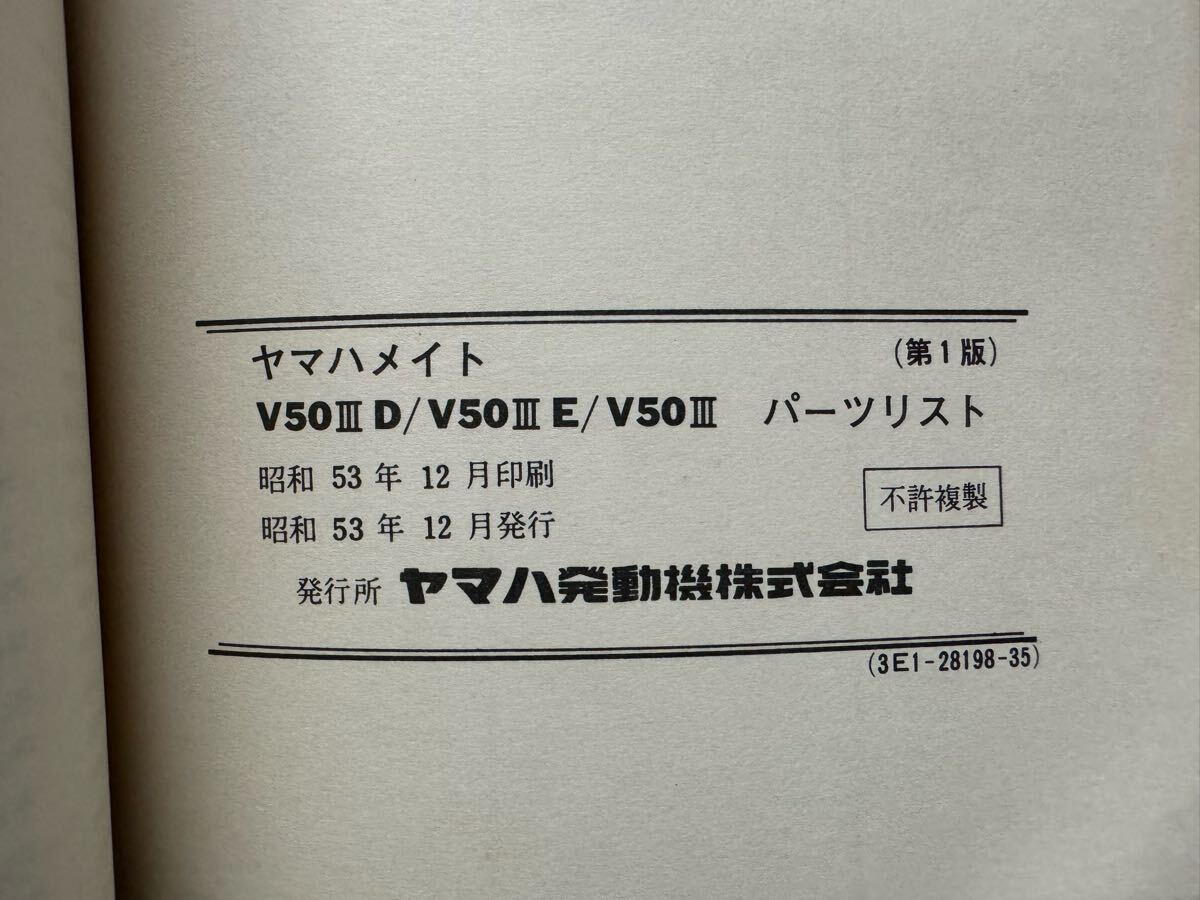 ヤマハメイト (第1版)
V50Ⅲ D/V50Ⅲ E/V50Ⅲ パーツリスト
昭和 53 年 12 月印刷
不許複製
昭和 53 年 12 月発行
発行所 ヤマハ発動機株式会社
(3E1-28198-35)